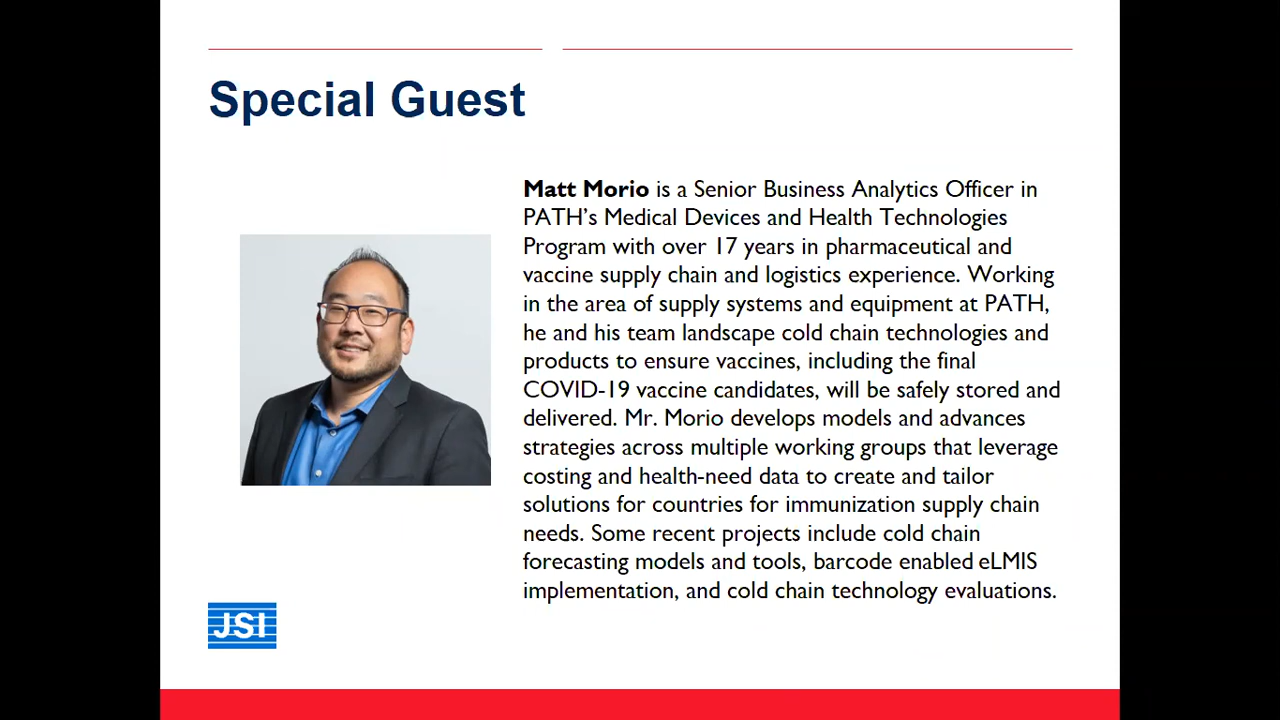 Special Guest
Matt Morio is a Senior Business Analytics Officer in
PATH’s Medical Devices and Health Technologies
Program with over 17 years in pharmaceutical and
vaccine supply chain and logistics experience. Working
in the area of supply systems and equipment at PATH,
he and his team landscape cold chain technologies and
products to ensure vaccines, including the final
COVID-19 vaccine candidates, will be safely stored and
delivered. Mr. Morio develops models and advances
strategies across multiple working groups that leverage
costing and health-need data to create and tailor
solutions for countries for immunization supply chain
needs. Some recent projects include cold chain
forecasting models and tools, barcode enabled eLMIS
implementation, and cold chain technology evaluations.
JSI